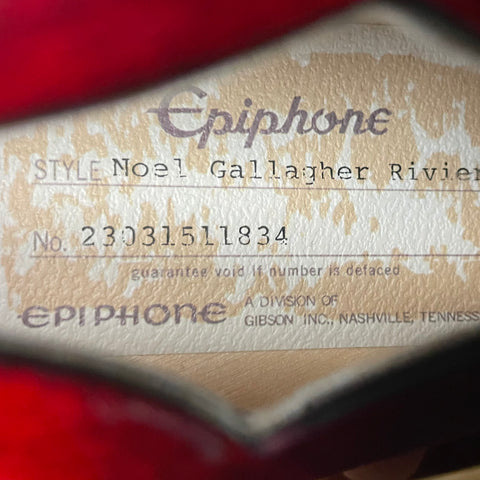 Epiphone
STYLE Noel Gallagher Rivier
No. 23031511834
guarantee void if number is defaced
EPIPHONE A DIVISION OF
GIBSON INC., NASHVILLE, TENNESS